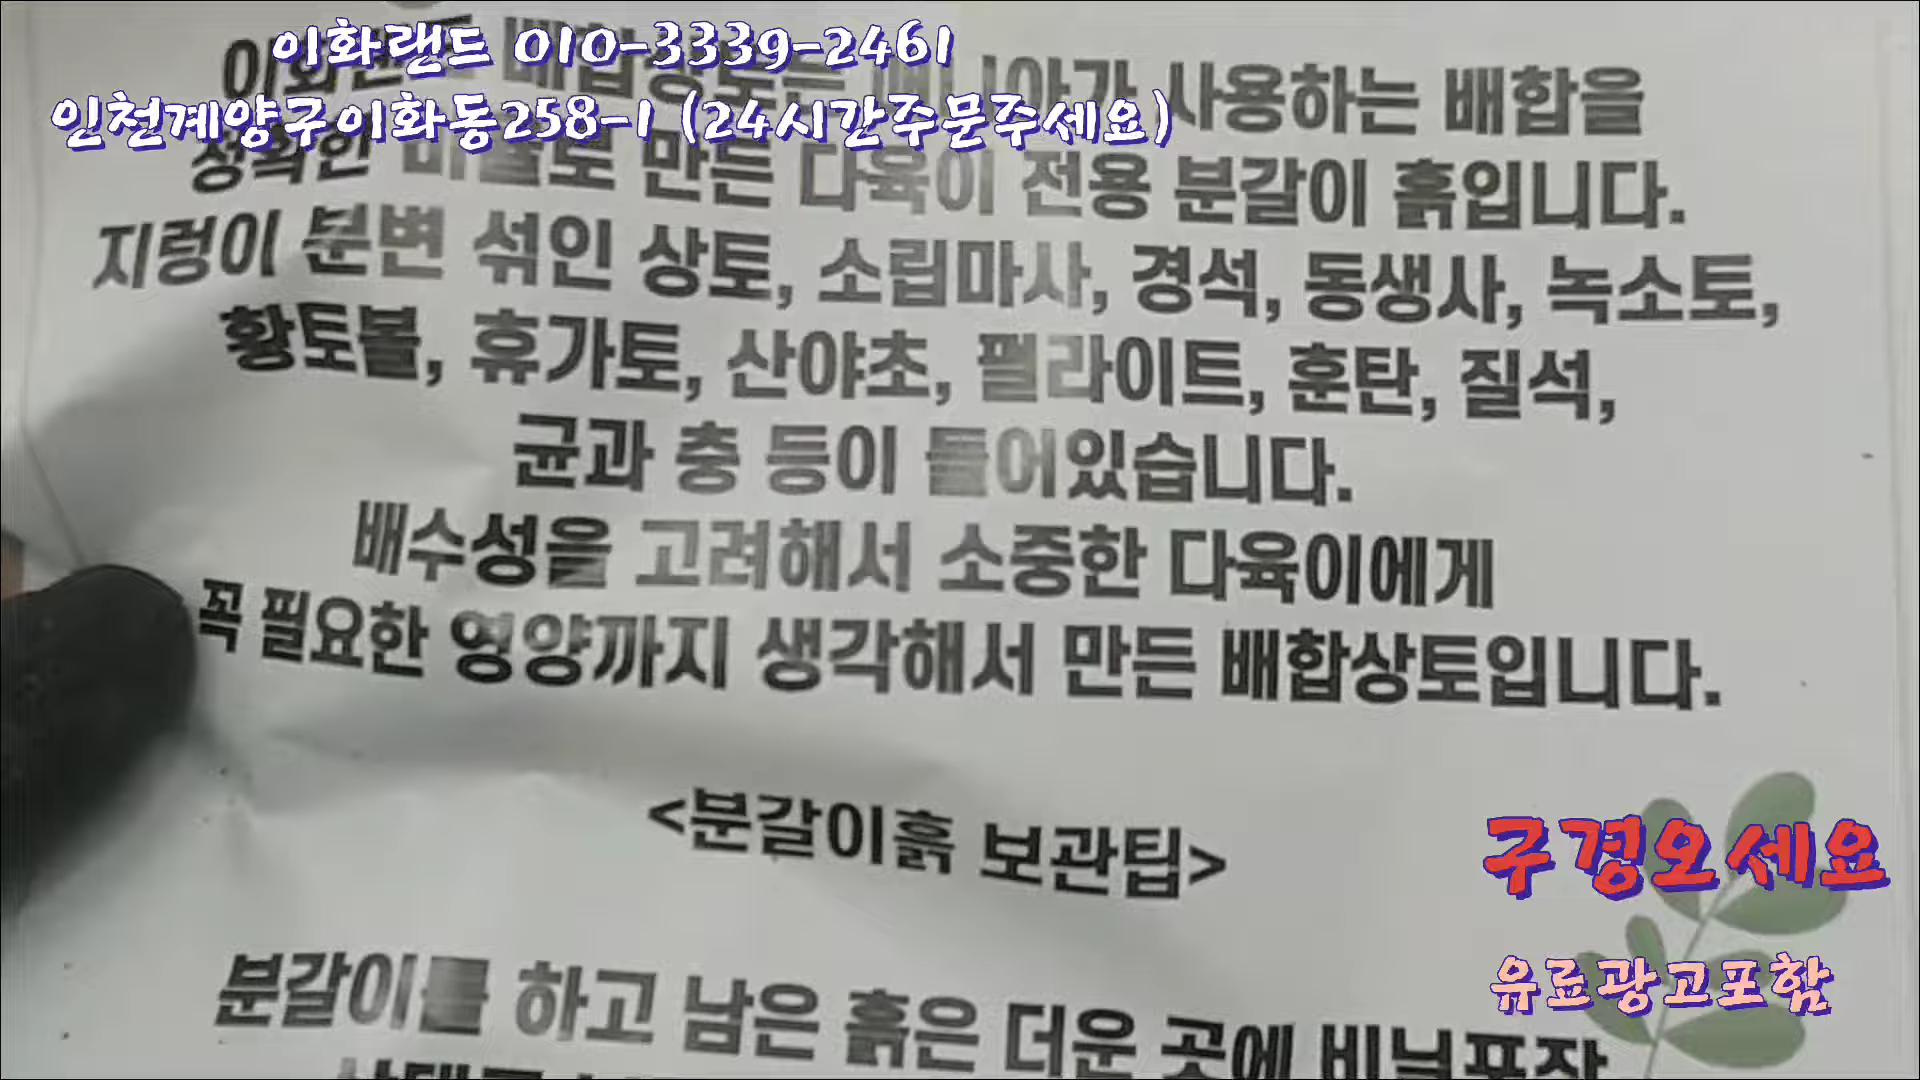 이화랜드 010-3339-2461
인천계양구이화동258-1 (24시간주문주세요)
사용하는 배합을
만든 다육이 전용 분갈이 흙입니다.
지렁이 분변 섞인 상토, 소립마사, 경석, 동생사, 녹소토,
황토볼, 휴가토, 산야초, 펄라이트, 훈탄, 질석,
균과 충 등이 들어있습니다.
배수성을 고려해서 소중한 다육이에게
꼭 필요한 영양까지 생각해서 만든 배합상토입니다.
<분갈이흙 보관팁>
구경오세요
유료광고포함
분갈이를 하고 남은 흙은 더운 곳에 비닐포장